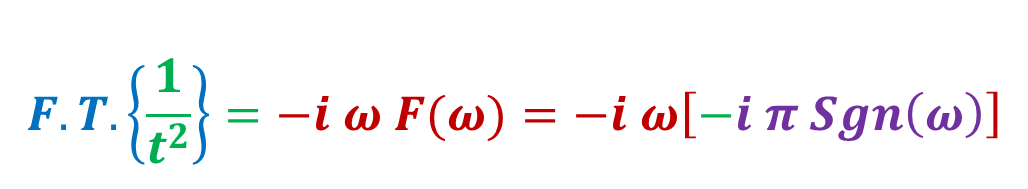 F.T.{1/t²} = −i ω F(ω) = −i ω[−i π Sgn(ω)]